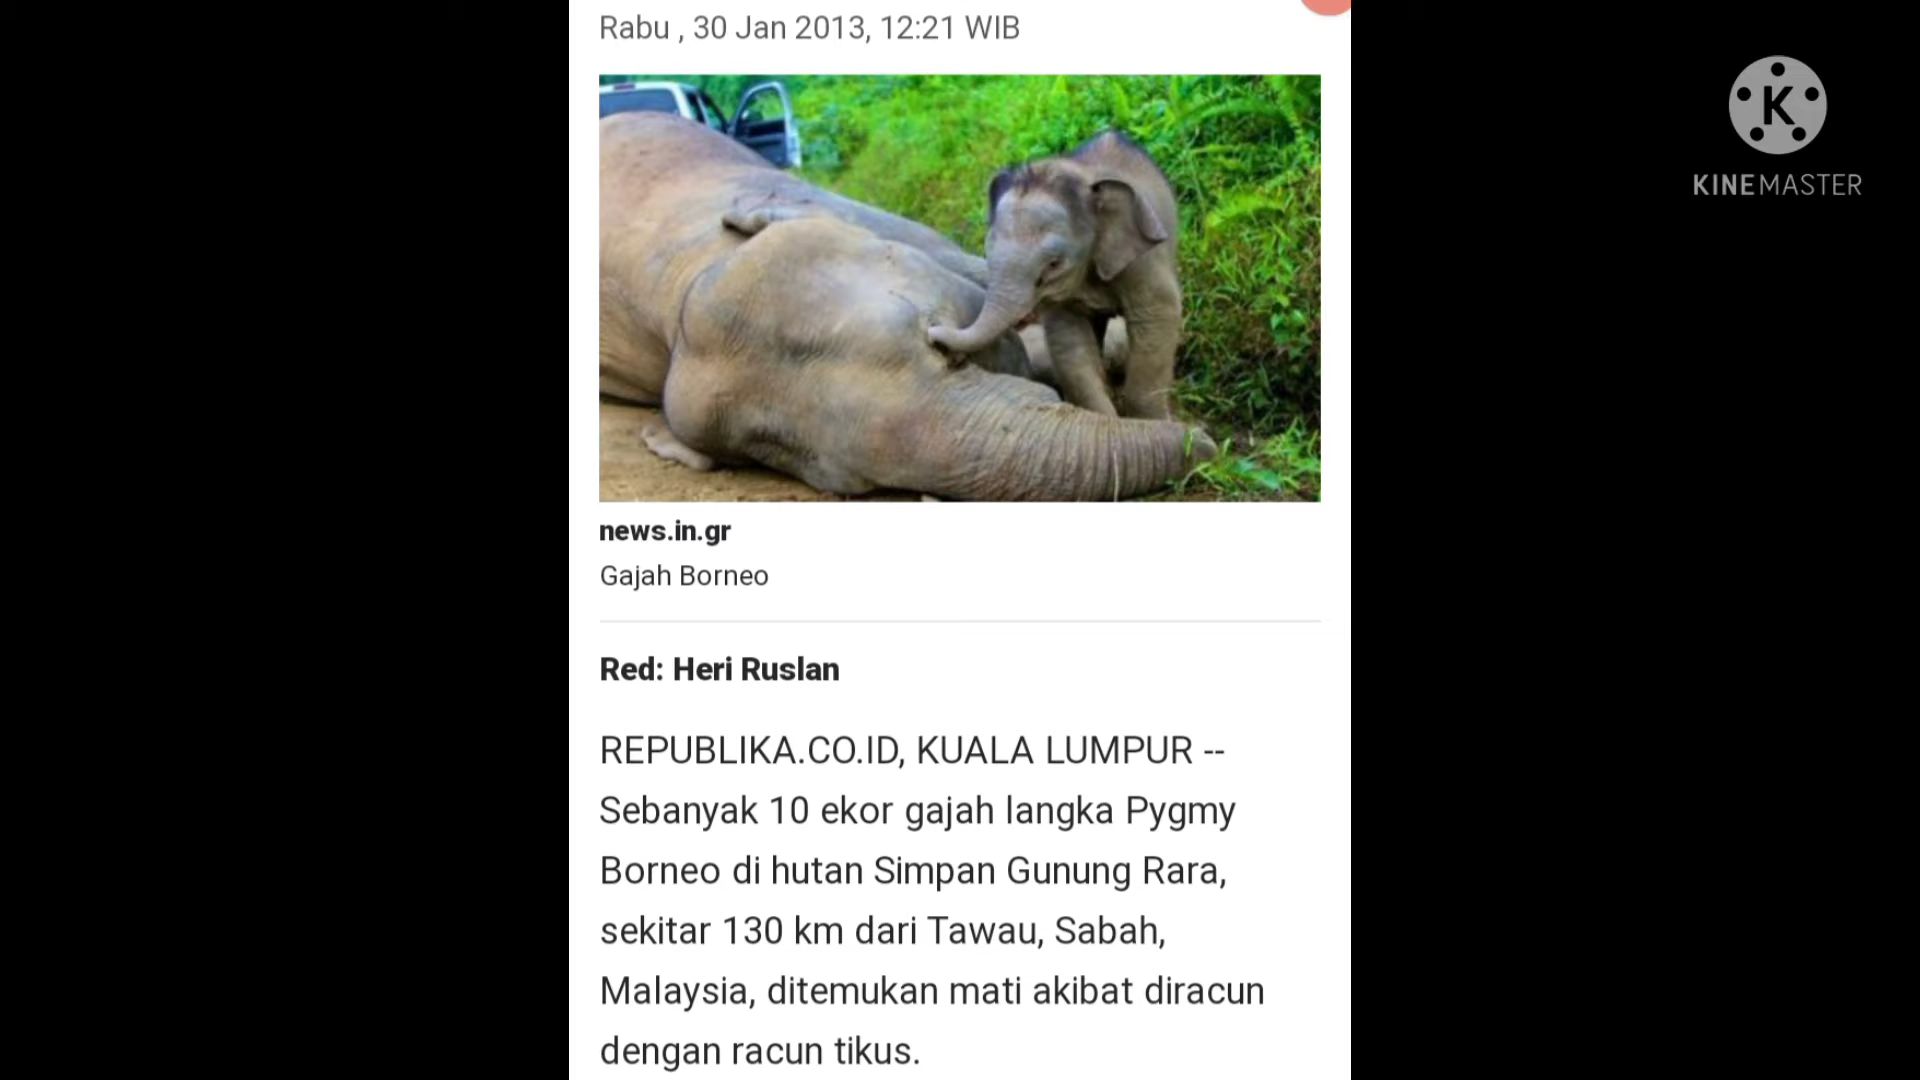 Rabu , 30 Jan 2013, 12:21 WIB
KINEMASTER
news.in.gr
Gajah Borneo
Red: Heri Ruslan
REPUBLIKA.CO.ID, KUALA LUMPUR --
Sebanyak 10 ekor gajah langka Pygmy
Borneo di hutan Simpan Gunung Rara,
sekitar 130 km dari Tawau, Sabah,
Malaysia, ditemukan mati akibat diracun
dengan racun tikus.